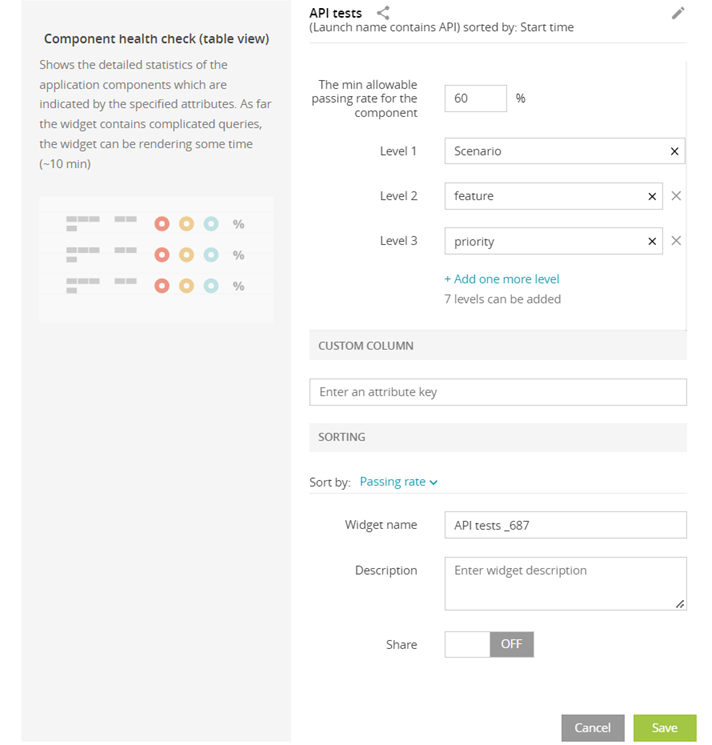 Component health check (table view)
Shows the detailed statistics of the
application components which are
indicated by the specified attributes. As far
the widget contains complicated queries,
the widget can be rendering some time
(~10 min)
%
%
%
API tests
(Launch name contains API) sorted by: Start time
The min allowable
passing rate for the
component
60 %
Level 1 Scenario
Level 2 feature
Level 3 priority
+ Add one more level
7 levels can be added
CUSTOM COLUMN
Enter an attribute key
SORTING
Sort by: Passing rate
Widget name API tests _687
Description Enter widget description
Share OFF
Cancel Save